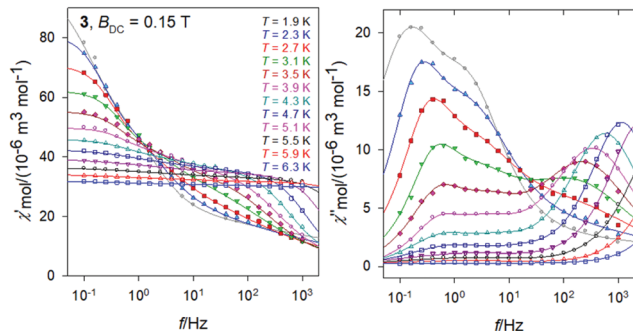 3, B_DC = 0.15 T
T = 1.9 K
T = 2.3 K
T = 2.7 K
T = 3.1 K
T = 3.5 K
T = 3.9 K
T = 4.3 K
T = 4.7 K
T = 5.1 K
T = 5.5 K
T = 5.9 K
T = 6.3 K
χ'mol/(10⁻⁶ m³ mol⁻¹)
80
60
40
20
0
10⁻¹ 10⁰ 10¹ 10² 10³
f/Hz
χ''mol/(10⁻⁶ m³ mol⁻¹)
20
15
10
5
0
10⁻¹ 10⁰ 10¹ 10² 10³
f/Hz